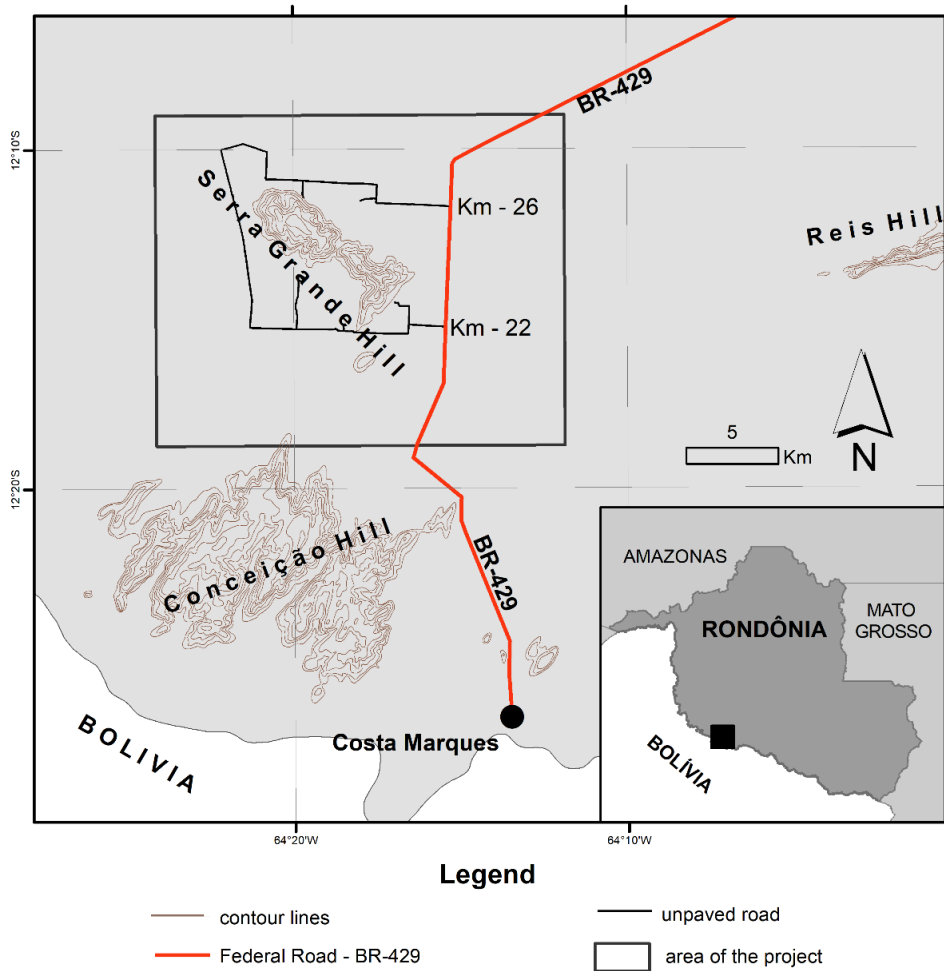 BR-429
12°10'S
Serra Grande Hill
Km - 26
Reis Hill
Km - 22
5
Km
N
12°20'S
Conceição Hill
BR-429
AMAZONAS
MATO
GROSSO
RONDÔNIA
BOLÍVIA
BOLIVIA
Costa Marques
64°20'W
64°10'W
Legend
contour lines
unpaved road
Federal Road - BR-429
area of the project